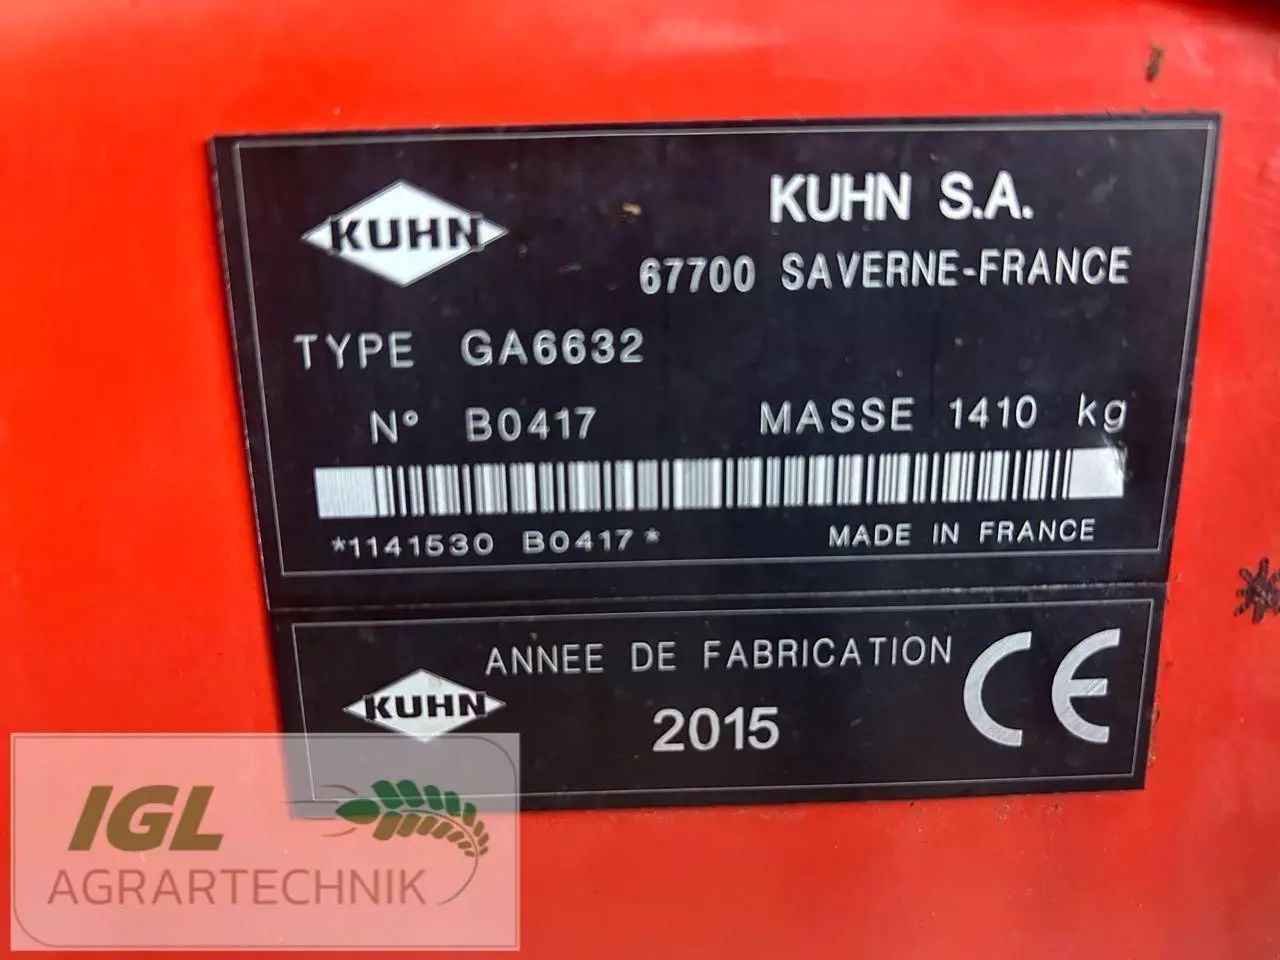 KUHN
KUHN S.A.
67700 SAVERNE-FRANCE
TYPE GA6632
N° B0417 MASSE 1410 kg
*1141530 B0417*
MADE IN FRANCE
ANNEE DE FABRICATION
KUHN
2015
CE
IGL
AGRARTECHNIK